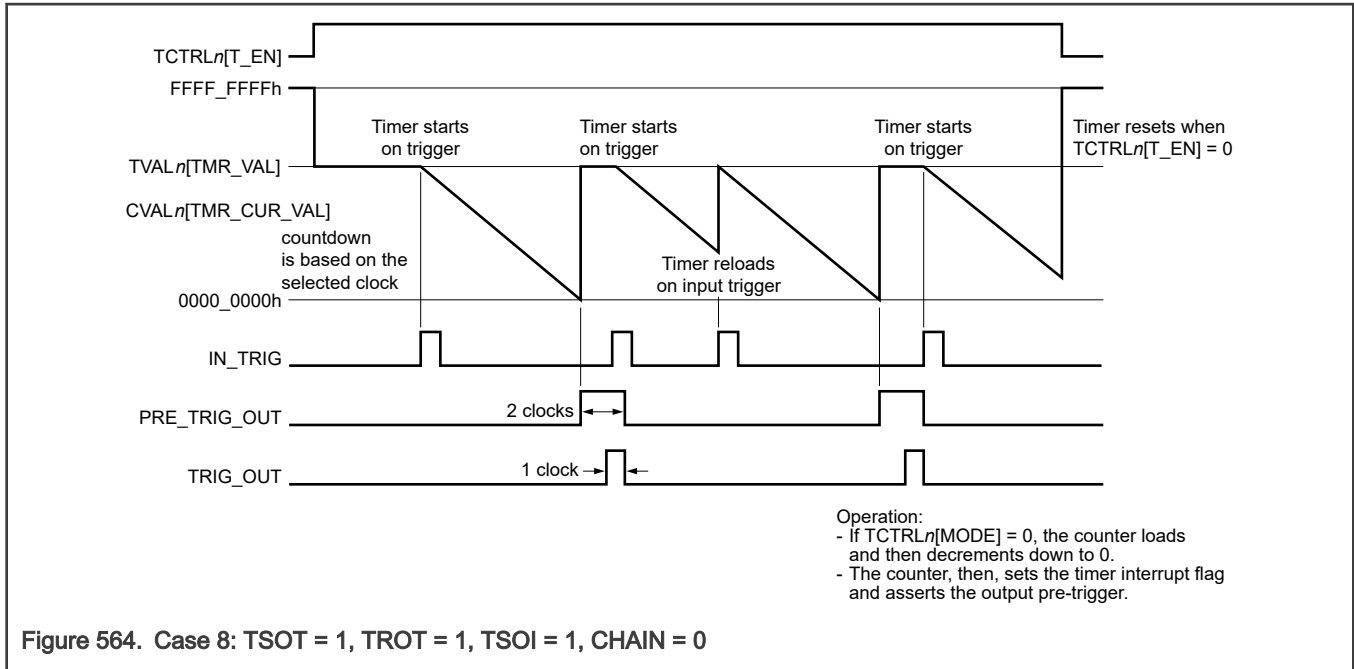 TCTRLn[T_EN]
FFFF_FFFFh
Timer starts
on trigger
Timer starts
on trigger
Timer starts
on trigger
Timer resets when
TCTRLn[T_EN] = 0
TVALn[TMR_VAL]
CVALn[TMR_CUR_VAL]
countdown
is based on the
selected clock
Timer reloads
on input trigger
0000_0000h
IN_TRIG
PRE_TRIG_OUT
2 clocks
TRIG_OUT
1 clock
Operation:
- If TCTRLn[MODE] = 0, the counter loads
and then decrements down to 0.
- The counter, then, sets the timer interrupt flag
and asserts the output pre-trigger.
Figure 564. Case 8: TSOT = 1, TROT = 1, TSOI = 1, CHAIN = 0